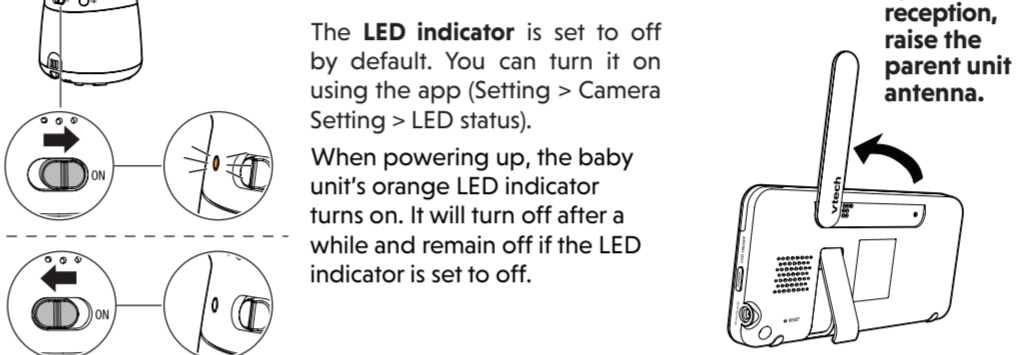 The LED indicator is set to off
by default. You can turn it on
using the app (Setting > Camera
Setting > LED status).
When powering up, the baby
unit's orange LED indicator
turns on. It will turn off after a
while and remain off if the LED
indicator is set to off.
ON
ON
reception,
raise the
parent unit
antenna.
vtech
RESET